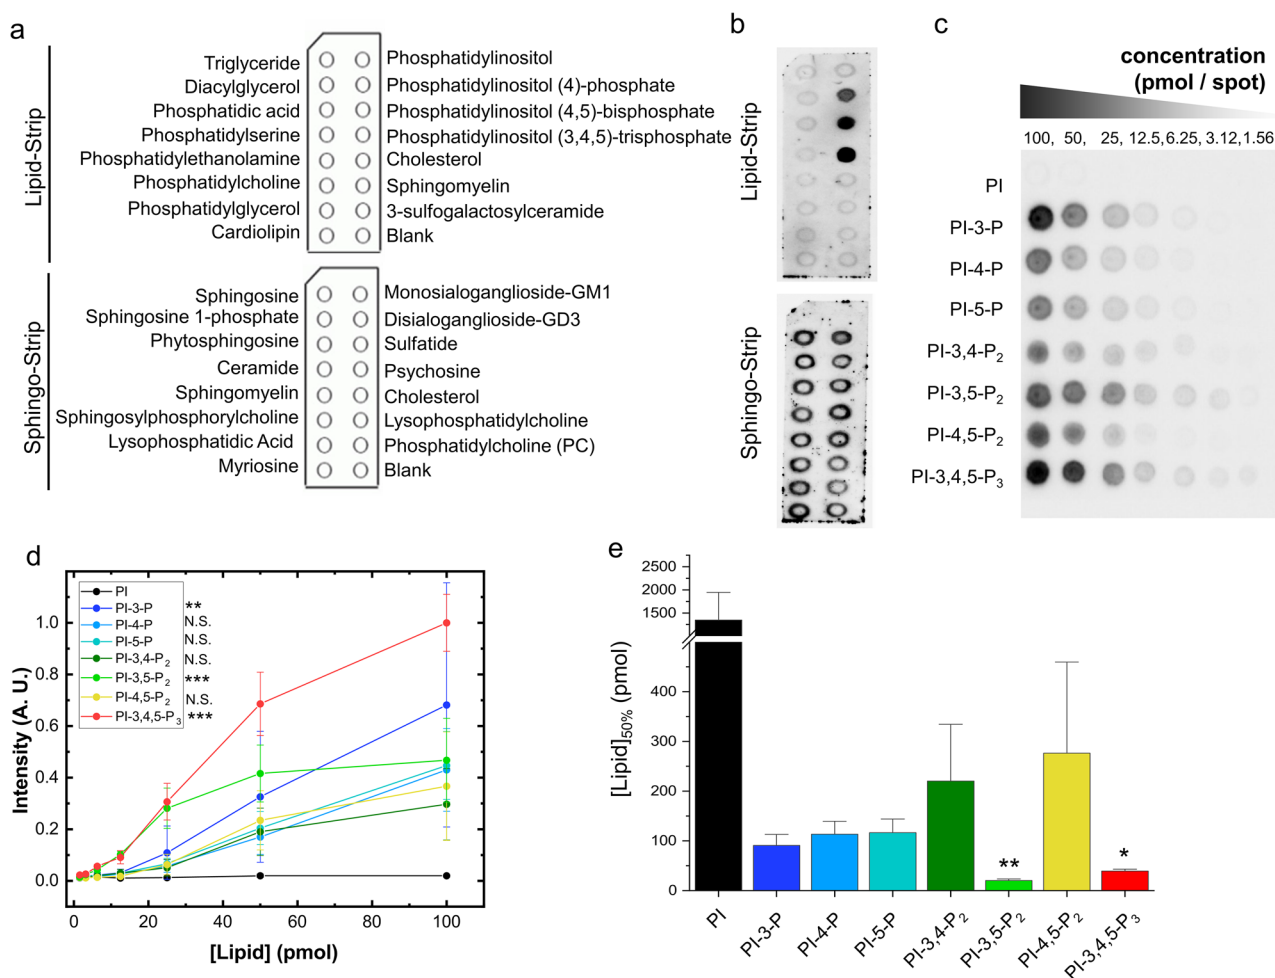 a
Lipid-Strip
Triglyceride
Diacylglycerol
Phosphatidic acid
Phosphatidylserine
Phosphatidylethanolamine
Phosphatidylcholine
Phosphatidylglycerol
Cardiolipin
Phosphatidylinositol
Phosphatidylinositol (4)-phosphate
Phosphatidylinositol (4,5)-bisphosphate
Phosphatidylinositol (3,4,5)-trisphosphate
Cholesterol
Sphingomyelin
3-sulfogalactosylceramide
Blank
Sphingo-Strip
Sphingosine
Sphingosine 1-phosphate
Phytosphingosine
Ceramide
Sphingomyelin
Sphingosylphosphorylcholine
Lysophosphatidic Acid
Myriosine
Monosialoganglioside-GM1
Disialoganglioside-GD3
Sulfatide
Psychosine
Cholesterol
Lysophosphatidylcholine
Phosphatidylcholine (PC)
Blank
b
Lipid-Strip
Sphingo-Strip
c
concentration
(pmol / spot)
100, 50, 25, 12.5, 6.25, 3.12, 1.56
PI
PI-3-P
PI-4-P
PI-5-P
PI-3,4-P2
PI-3,5-P2
PI-4,5-P2
PI-3,4,5-P3
d
Intensity (A. U.)
1.0
0.8
0.6
0.4
0.2
0.0
PI
PI-3-P **
PI-4-P N.S.
PI-5-P N.S.
PI-3,4-P2 N.S.
PI-3,5-P2 ***
PI-4,5-P2 N.S.
PI-3,4,5-P3 ***
0 20 40 60 80 100
[Lipid] (pmol)
e
[Lipid]50% (pmol)
2500
2000
1500
400
300
200
100
0
** *
PI PI-3-P PI-4-P PI-5-P PI-3,4-P2 PI-3,5-P2 PI-4,5-P2 PI-3,4,5-P3